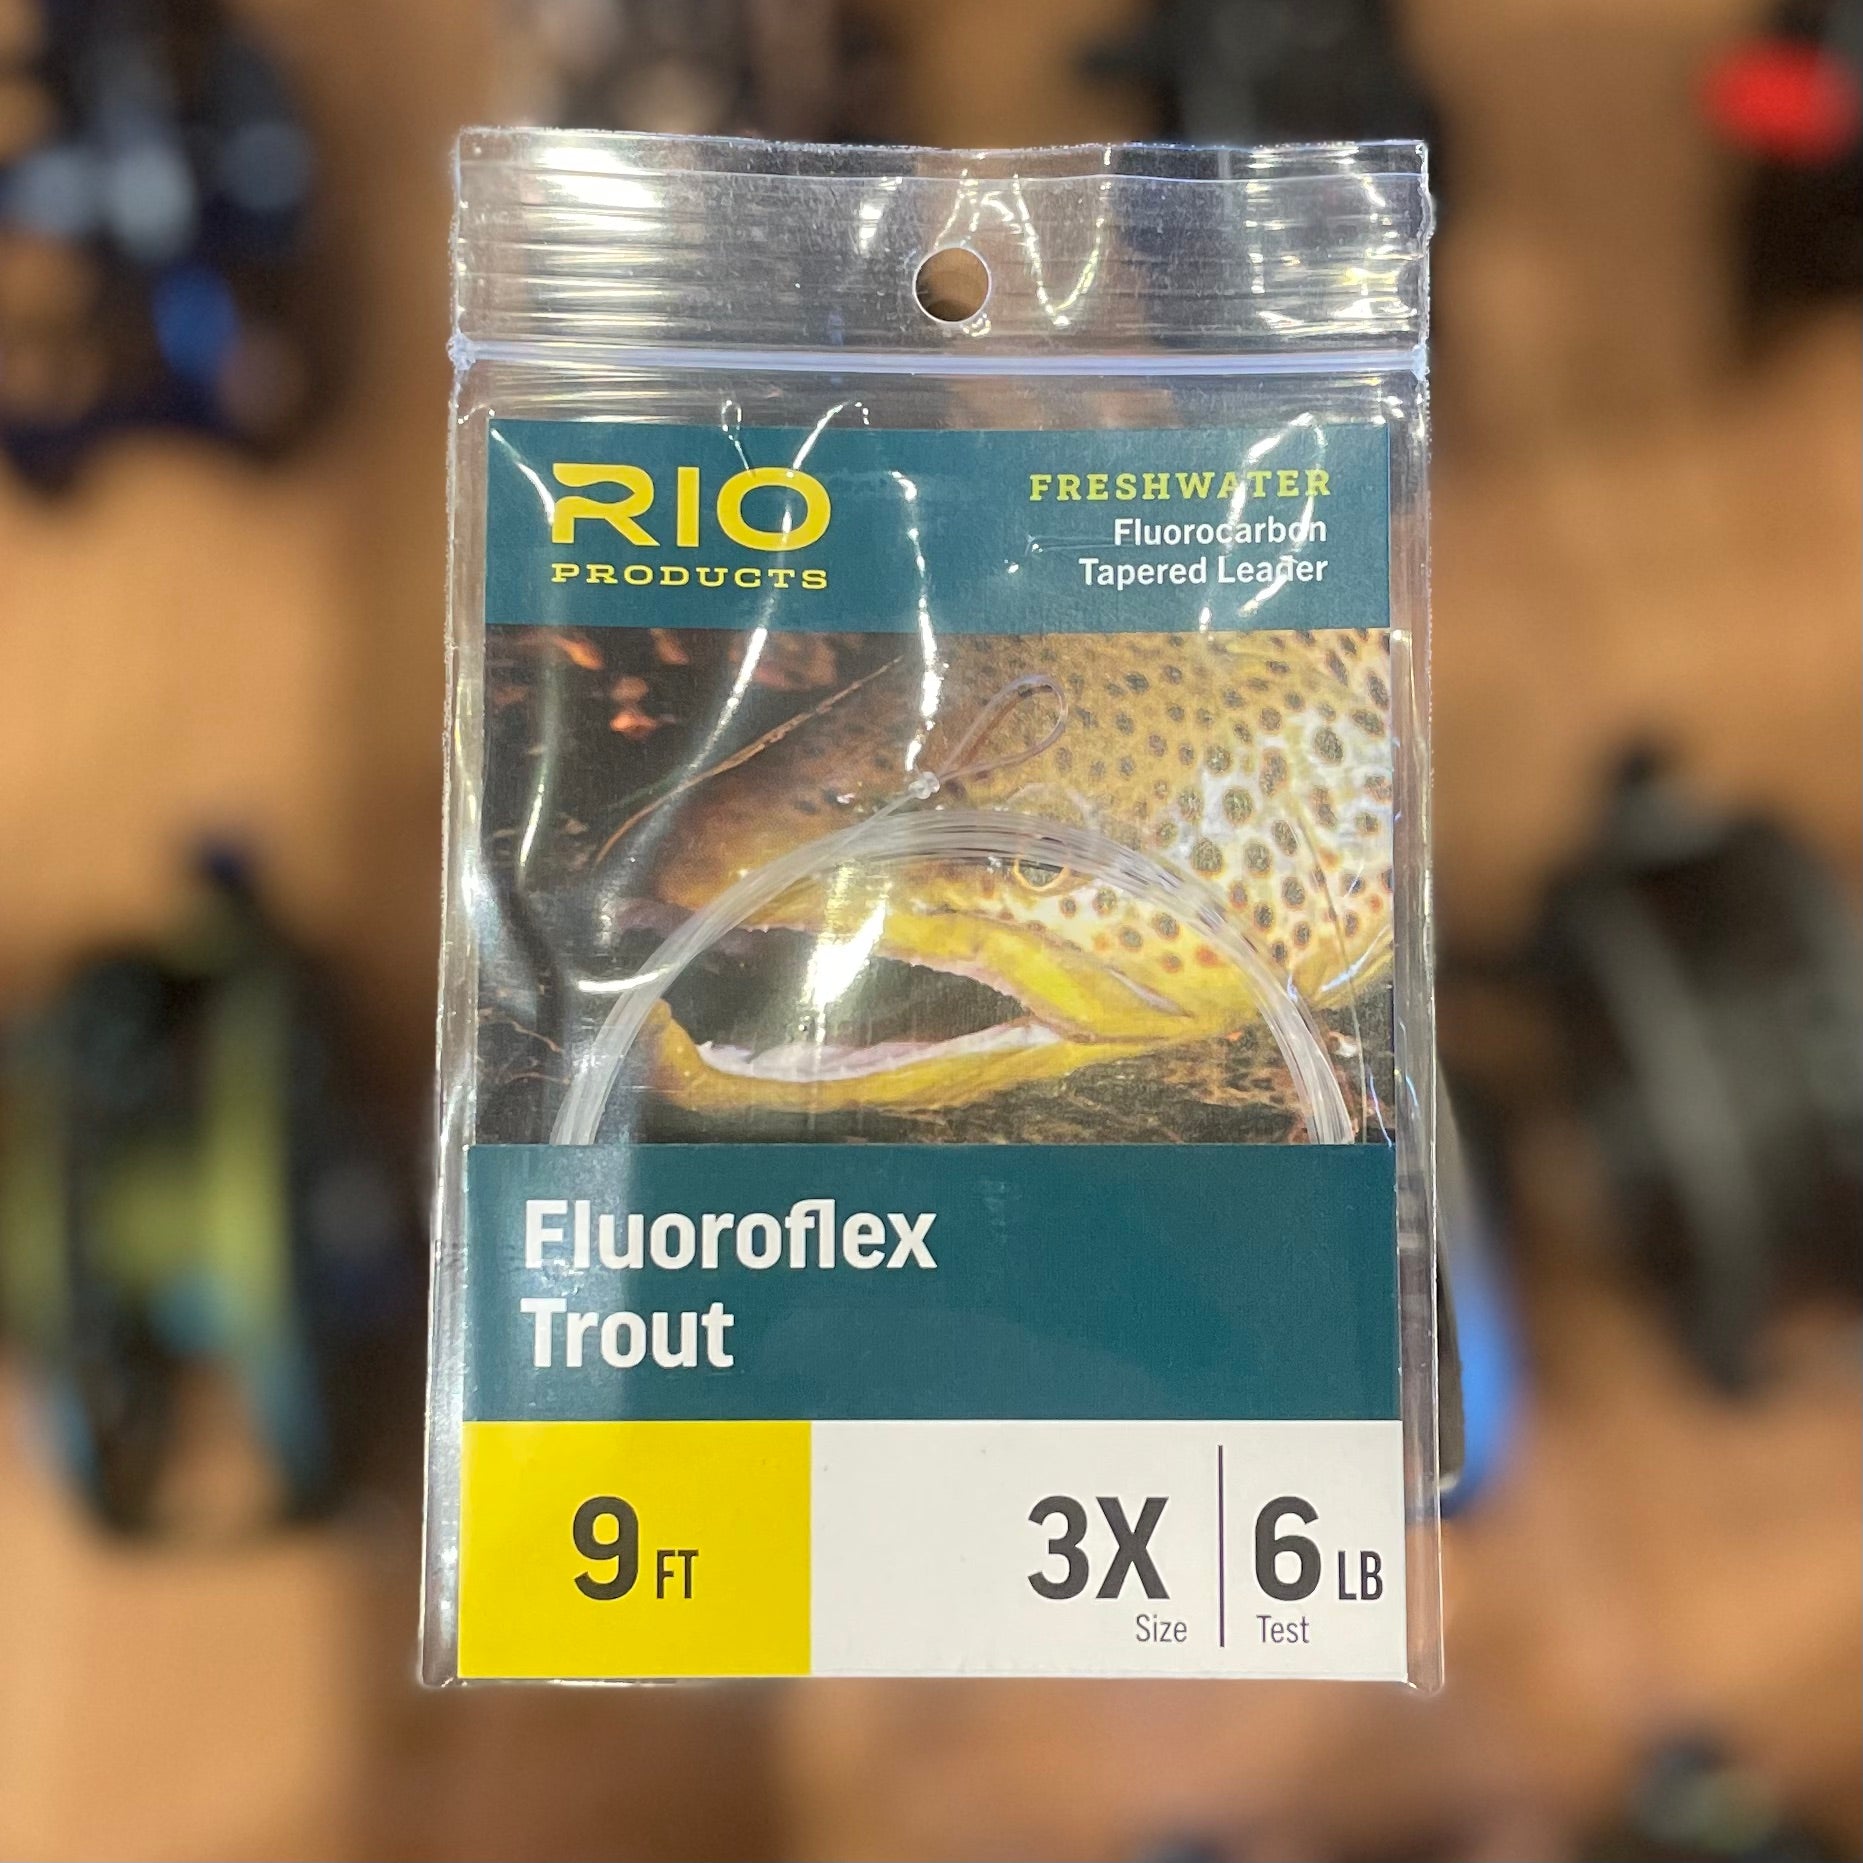 RIO
PRODUCTS
FRESHWATER
Fluorocarbon
Tapered Leader
Fluoroflex
Trout
9 FT
3X
Size
6 LB
Test